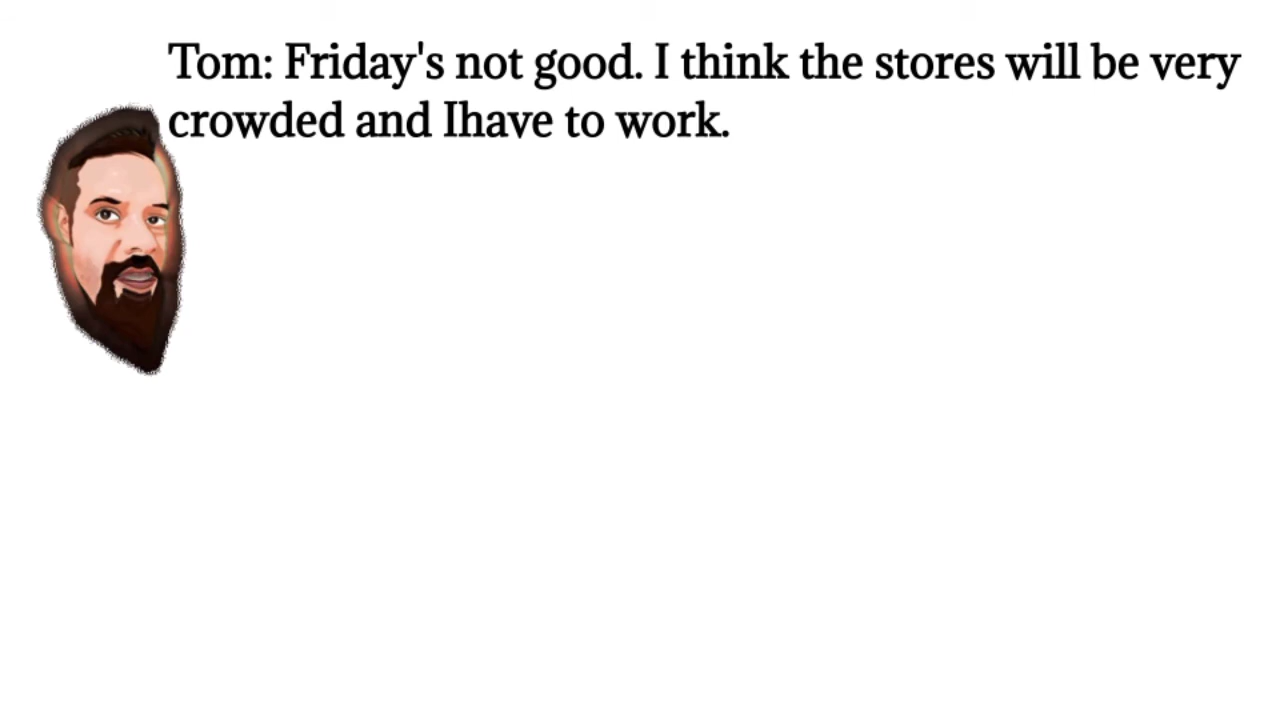 Tom: Friday's not good. I think the stores will be very
crowded and Ihave to work.